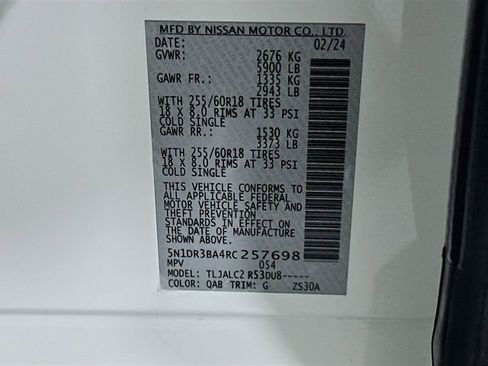 MFD BY NISSAN MOTOR CO., LTD.
DATE: 02/24
GVWR: 2676 KG
5900 LB
GAWR FR.: 1335 KG
2943 LB
WITH 255/60R18 TIRES
18 X 8.0 RIMS AT 33 PSI
COLD SINGLE
GAWR RR.: 1530 KG
3373 LB
WITH 255/60R18 TIRES
18 X 8.0 RIMS AT 33 PSI
COLD SINGLE
THIS VEHICLE CONFORMS TO
ALL APPLICABLE FEDERAL
MOTOR VEHICLE SAFETY AND
THEFT PREVENTION
STANDARDS IN EFFECT ON
THE DATE OF MANUFACTURE
SHOWN ABOVE.
5N1DR3BA4RC257698
MPV 054
MODEL: TLJALC2 R53DU8-----
COLOR: QAB TRIM: G ZS30A